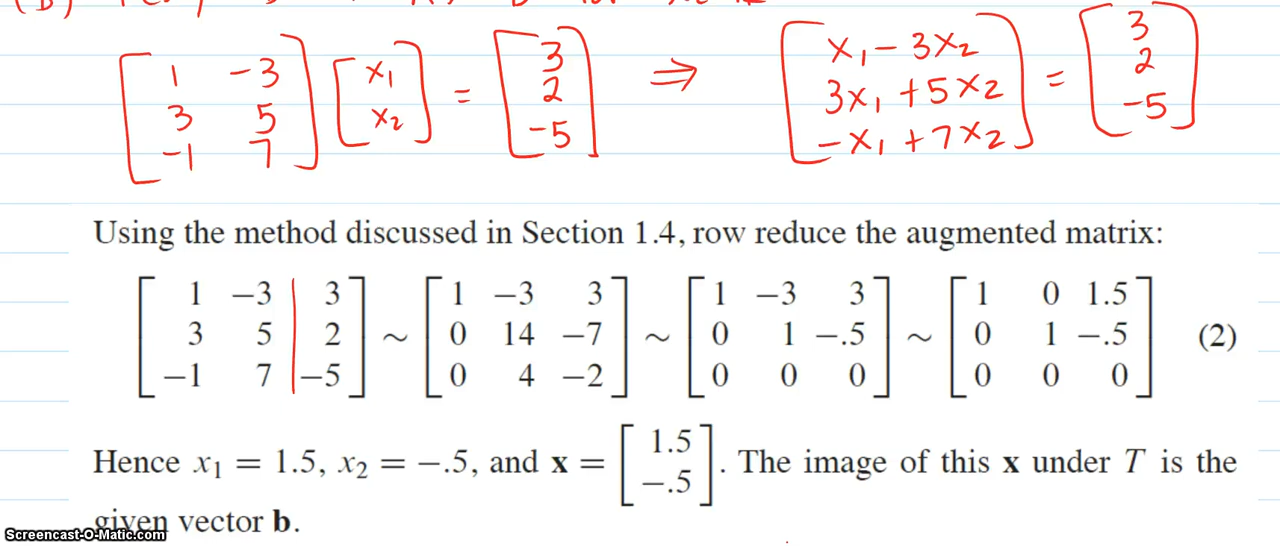 [1 -3; 3 5; -1 7] [x₁; x₂] = [3; 2; -5] ⇒ [x₁ - 3x₂; 3x₁ + 5x₂; -x₁ + 7x₂] = [3; 2; -5]
Using the method discussed in Section 1.4, row reduce the augmented matrix:
[1 −3 | 3; 3 5 | 2; −1 7 | −5] ~ [1 −3 3; 0 14 −7; 0 4 −2] ~ [1 −3 3; 0 1 −.5; 0 0 0] ~ [1 0 1.5; 0 1 −.5; 0 0 0] (2)
Hence x₁ = 1.5, x₂ = −.5, and x = [1.5; −.5]. The image of this x under T is the
given vector b.
Screencast-O-Matic.com